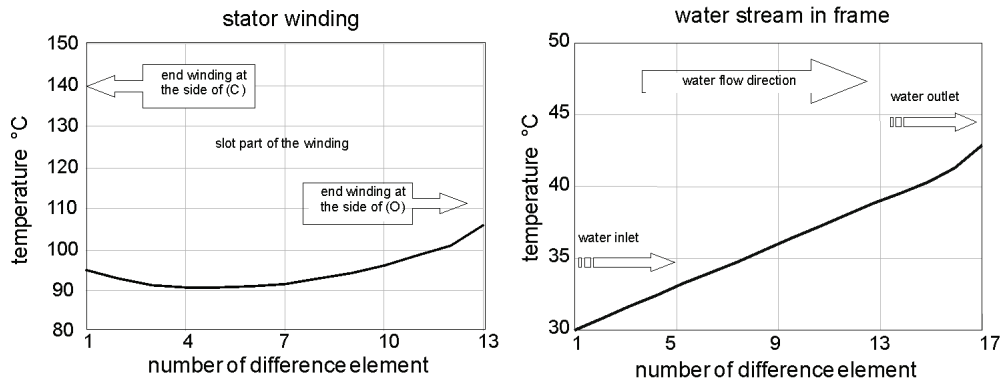 stator winding
150
140
130
120
110
100
90
80
temperature °C
end winding at
the side of (C)
slot part of the winding
end winding at
the side of (O)
1
4
7
10
13
number of difference element
water stream in frame
50
45
40
35
30
temperature °C
water flow direction
water outlet
water inlet
1
5
9
13
17
number of difference element